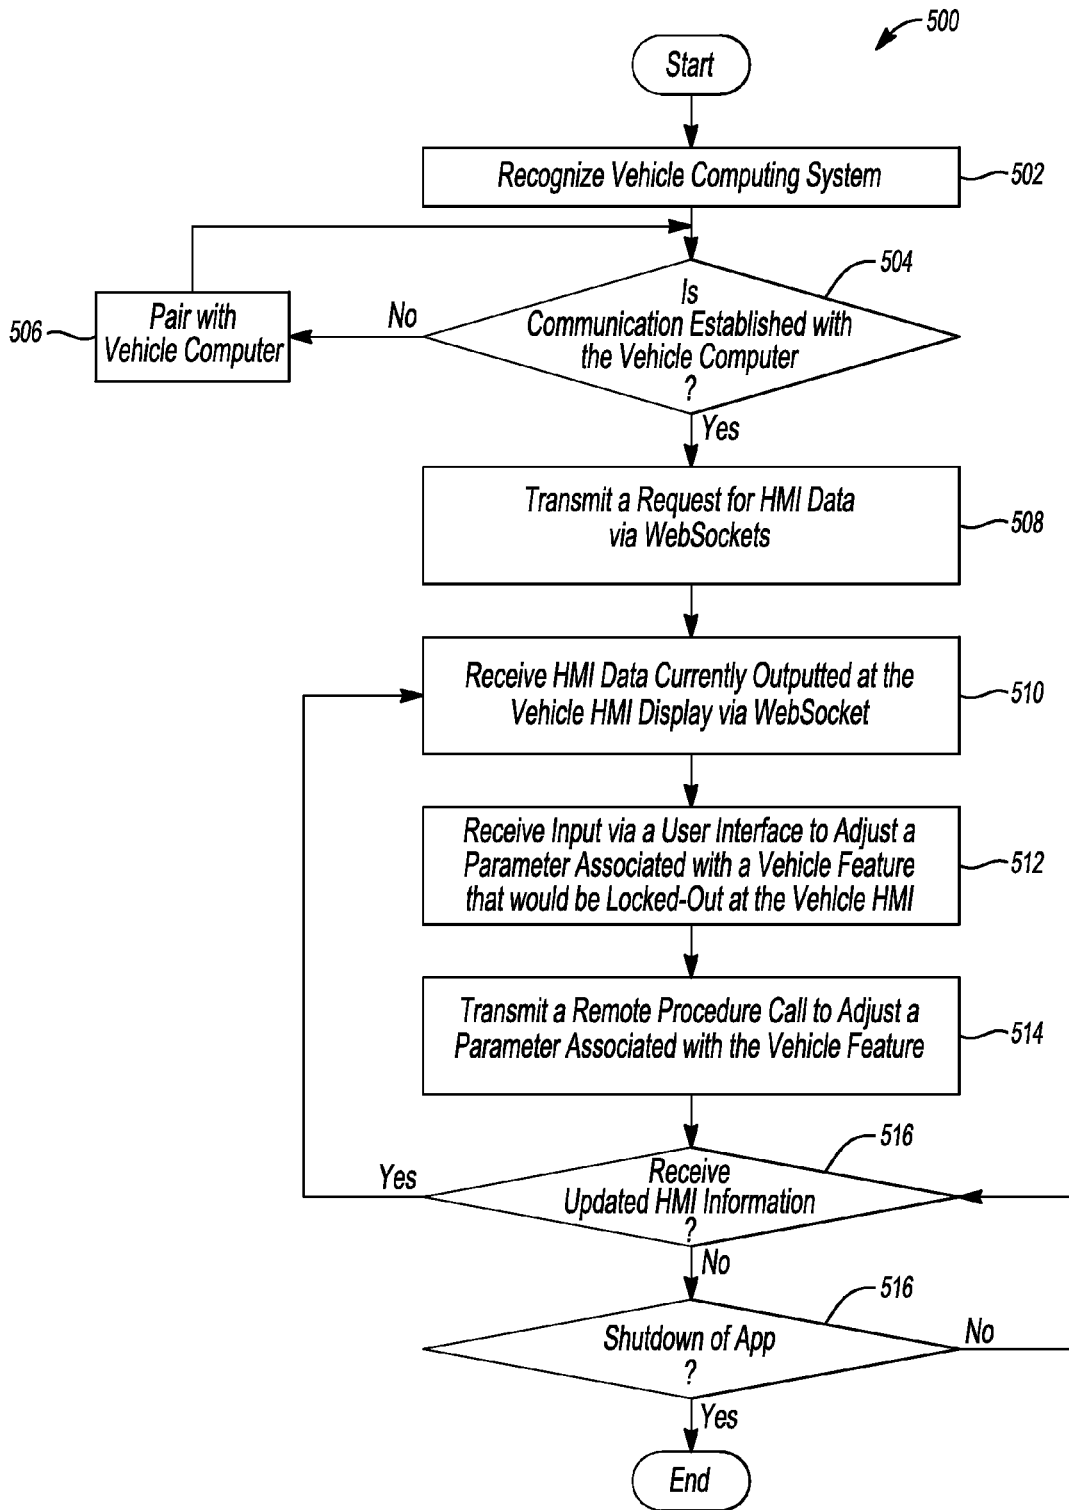 500
Start
Recognize Vehicle Computing System
502
504
Is
Communication Established with
the Vehicle Computer
?
No
506
Pair with
Vehicle Computer
Yes
Transmit a Request for HMI Data
via WebSockets
508
Receive HMI Data Currently Outputted at the
Vehicle HMI Display via WebSocket
510
Receive Input via a User Interface to Adjust a
Parameter Associated with a Vehicle Feature
that would be Locked-Out at the Vehicle HMI
512
Transmit a Remote Procedure Call to Adjust a
Parameter Associated with the Vehicle Feature
514
516
Yes
Receive
Updated HMI Information
?
No
516
Shutdown of App
?
No
Yes
End